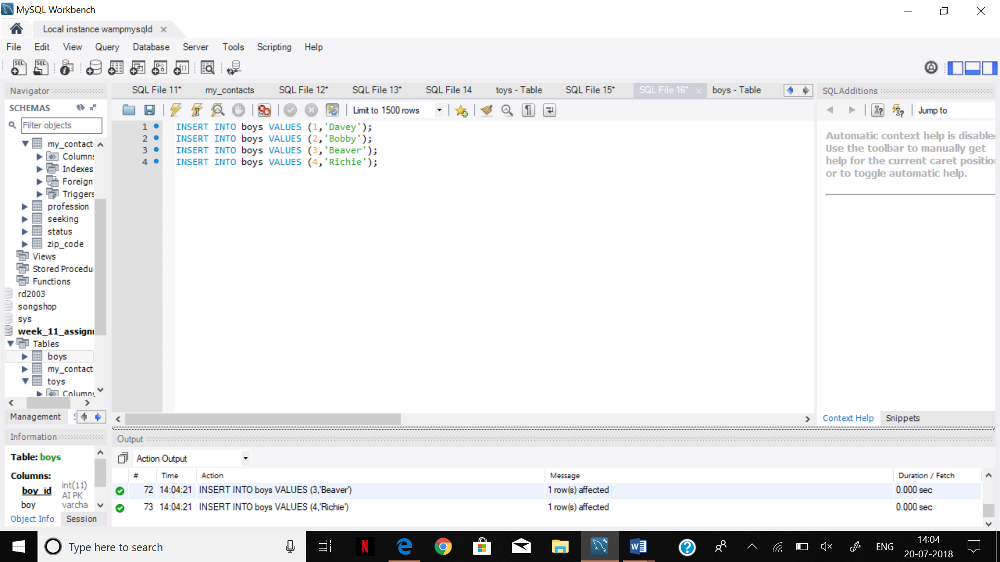 MySQL Workbench
Local instance wampmysqld
File Edit View Query Database Server Tools Scripting Help
Navigator
SCHEMAS
Filter objects
my_contact
Column
Indexes
Foreign
Triggers
profession
seeking
status
zip_code
Views
Stored Procedu
Functions
rd2003
songshop
sys
week_11_assign
Tables
boys
my_contact
toys
Column
Management
Information
Table: boys
Columns:
boy_id int(11) AI PK
boy varcha
Object Info Session
SQL File 11* my_contacts SQL File 12* SQL File 13* SQL File 14 toys - Table SQL File 15* SQL File 16* boys - Table
Limit to 1500 rows
1 INSERT INTO boys VALUES (1,'Davey');
2 INSERT INTO boys VALUES (2,'Bobby');
3 INSERT INTO boys VALUES (3,'Beaver');
4 INSERT INTO boys VALUES (4,'Richie');
SQLAdditions
Jump to
Automatic context help is disable
Use the toolbar to manually get
help for the current caret positio
or to toggle automatic help.
Context Help Snippets
Output
Action Output
# Time Action Message Duration / Fetch
72 14:04:21 INSERT INTO boys VALUES (3,'Beaver') 1 row(s) affected 0.000 sec
73 14:04:21 INSERT INTO boys VALUES (4,'Richie') 1 row(s) affected 0.000 sec
Type here to search
ENG
14:04
20-07-2018